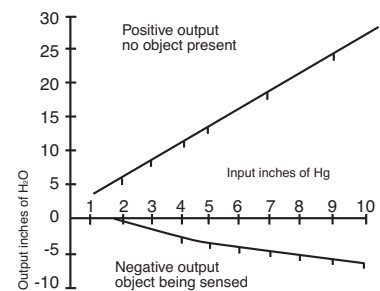 30
Positive output
no object present
25
20
15
10
Input inches of Hg
5
1 2 3 4 5 6 7 8 9 10
0
-5
Negative output
object being sensed
-10
Output inches of H₂O